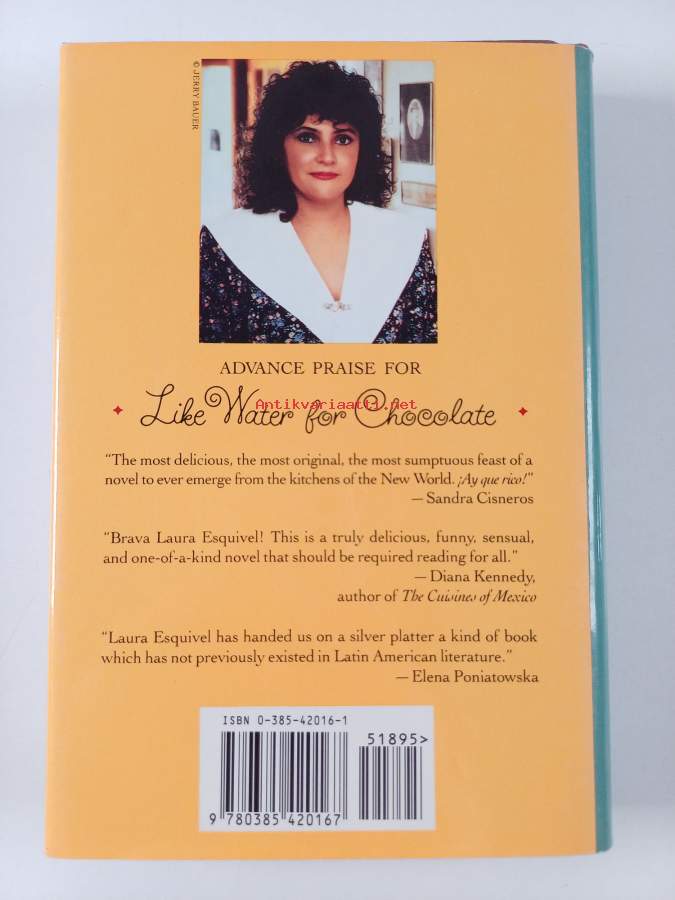 © JERRY BAUER
ADVANCE PRAISE FOR
Like Water for Chocolate
Antikvariaatti.net
“The most delicious, the most original, the most sumptuous feast of a
novel to ever emerge from the kitchens of the New World. ¡Ay que rico!”
— Sandra Cisneros
“Brava Laura Esquivel! This is a truly delicious, funny, sensual,
and one-of-a-kind novel that should be required reading for all.”
— Diana Kennedy,
author of The Cuisines of Mexico
“Laura Esquivel has handed us on a silver platter a kind of book
which has not previously existed in Latin American literature.”
— Elena Poniatowska
ISBN 0-385-42016-1
51895>
9 780385 420167